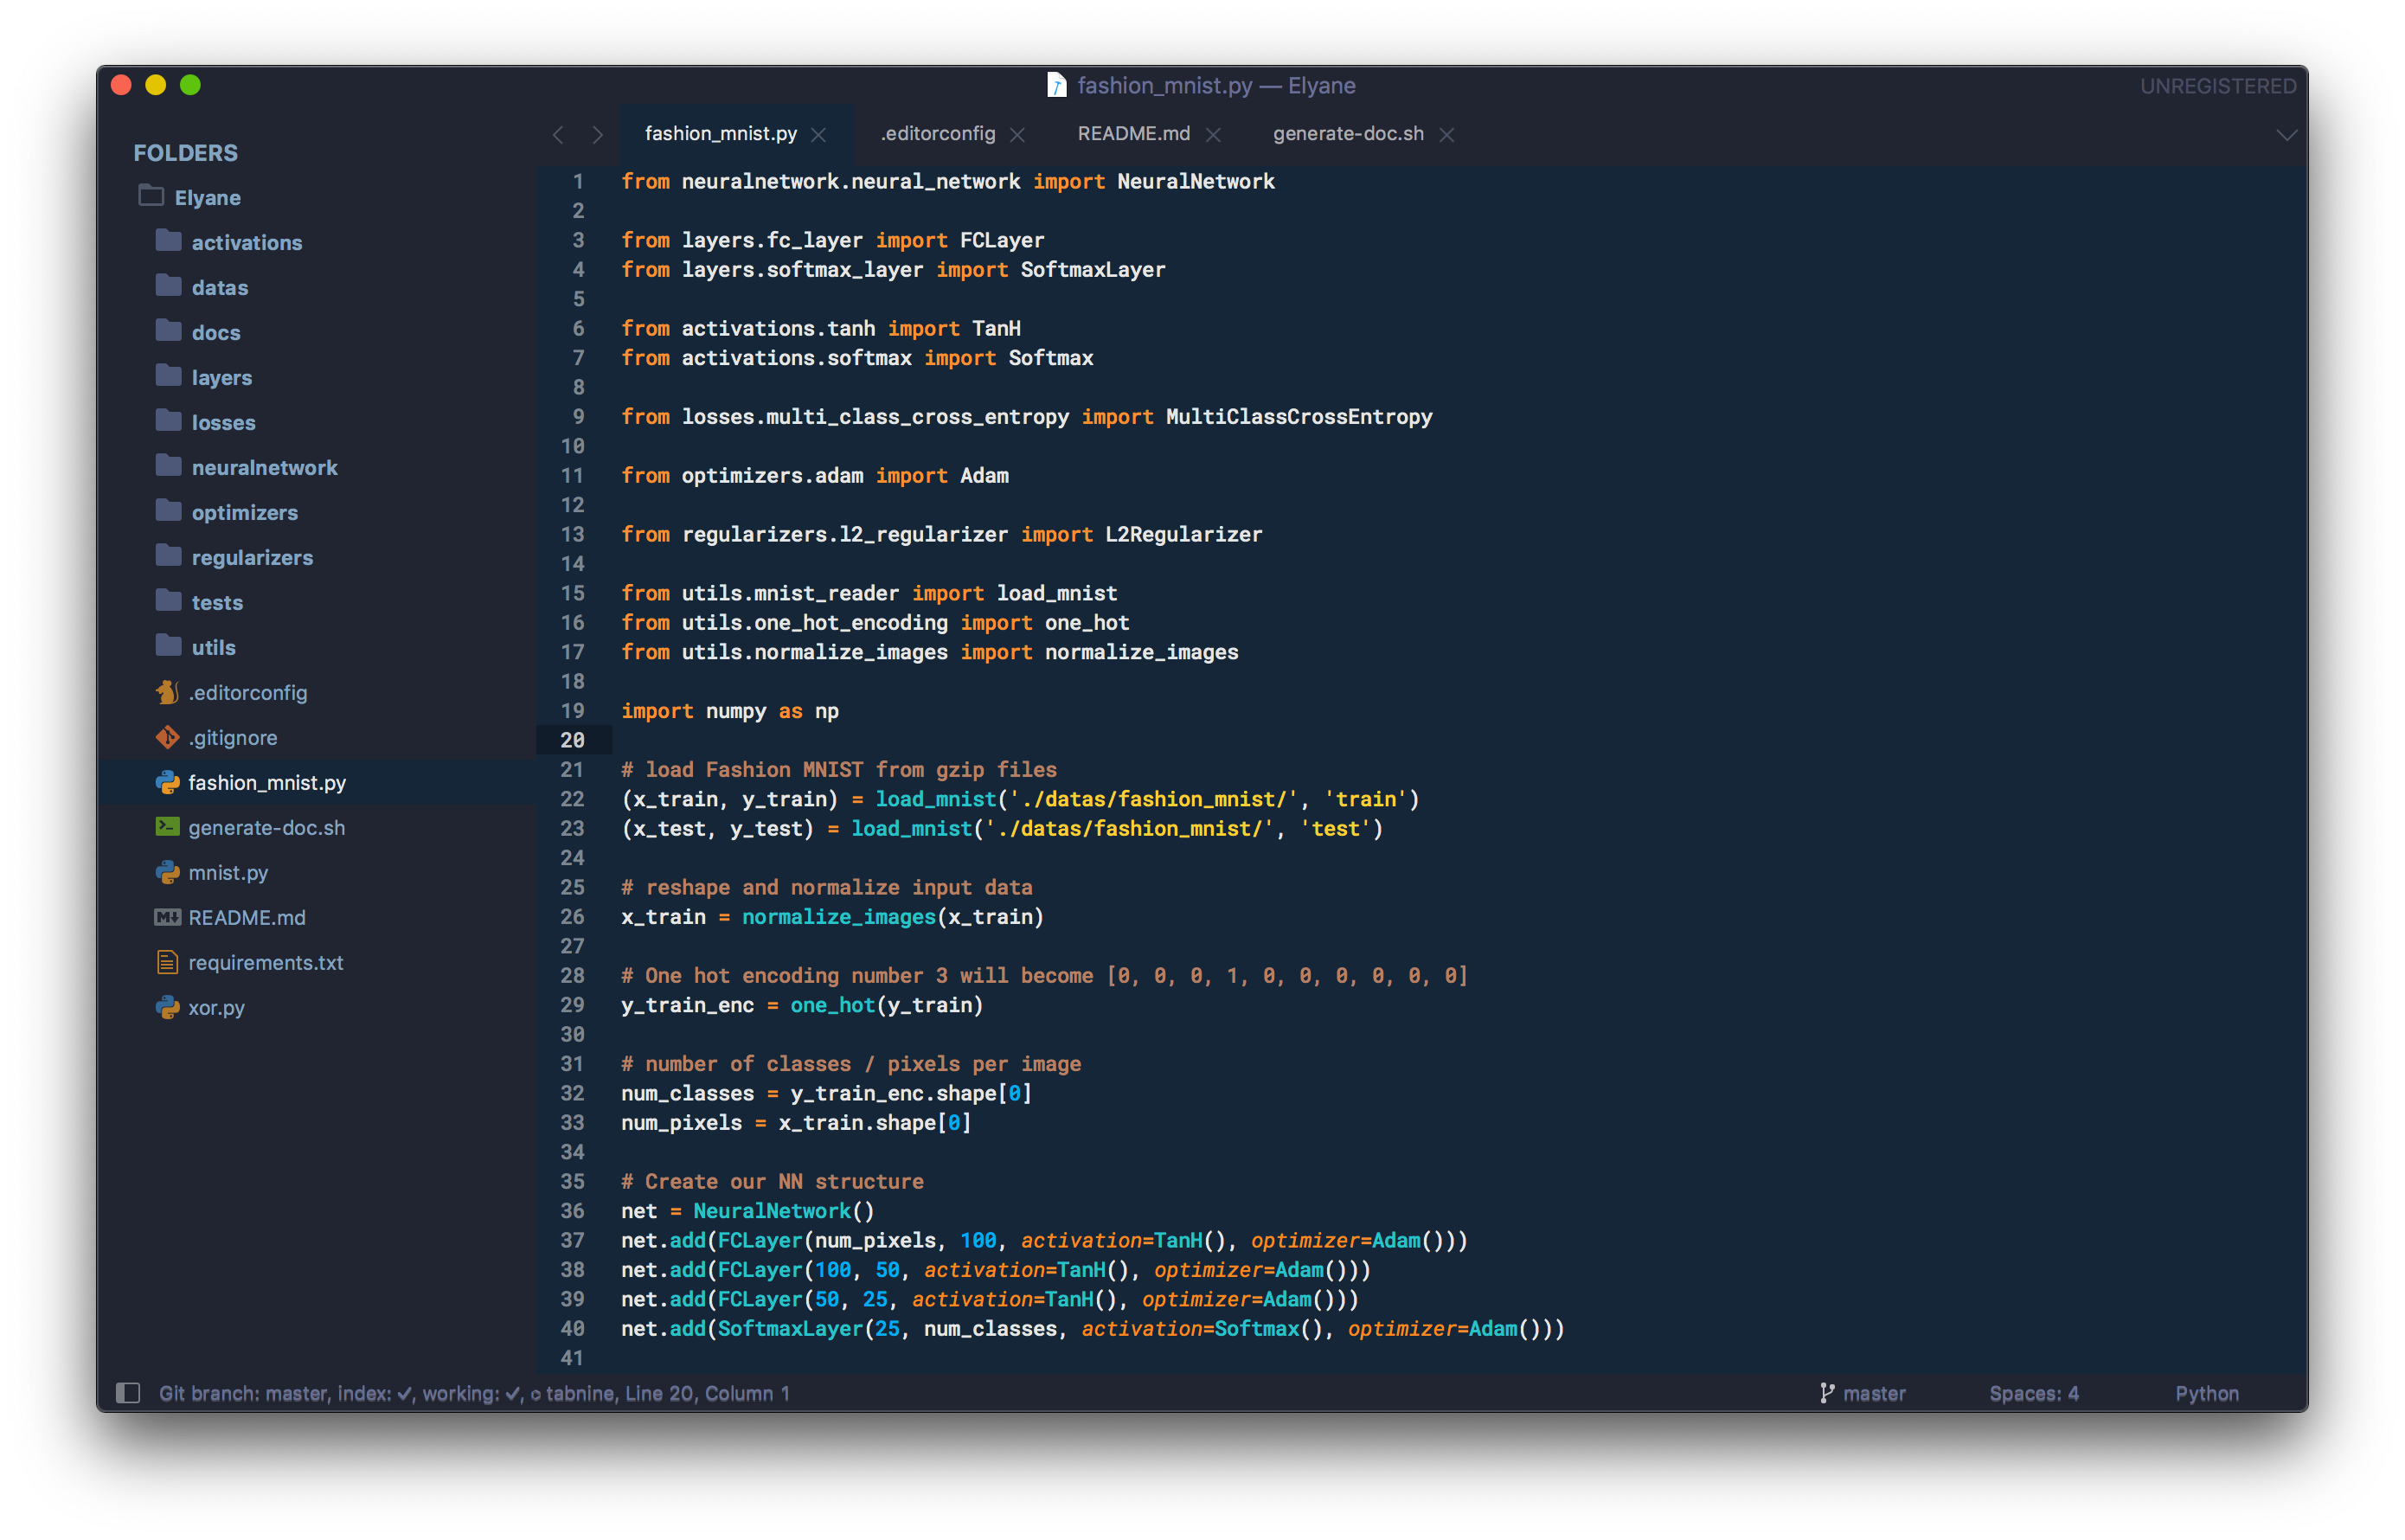 fashion_mnist.py — Elyane
UNREGISTERED
FOLDERS
Elyane
activations
datas
docs
layers
losses
neuralnetwork
optimizers
regularizers
tests
utils
.editorconfig
.gitignore
fashion_mnist.py
generate-doc.sh
mnist.py
README.md
requirements.txt
xor.py
fashion_mnist.py .editorconfig README.md generate-doc.sh
1 from neuralnetwork.neural_network import NeuralNetwork
2
3 from layers.fc_layer import FCLayer
4 from layers.softmax_layer import SoftmaxLayer
5
6 from activations.tanh import TanH
7 from activations.softmax import Softmax
8
9 from losses.multi_class_cross_entropy import MultiClassCrossEntropy
10
11 from optimizers.adam import Adam
12
13 from regularizers.l2_regularizer import L2Regularizer
14
15 from utils.mnist_reader import load_mnist
16 from utils.one_hot_encoding import one_hot
17 from utils.normalize_images import normalize_images
18
19 import numpy as np
20
21 # load Fashion MNIST from gzip files
22 (x_train, y_train) = load_mnist('./datas/fashion_mnist/', 'train')
23 (x_test, y_test) = load_mnist('./datas/fashion_mnist/', 'test')
24
25 # reshape and normalize input data
26 x_train = normalize_images(x_train)
27
28 # One hot encoding number 3 will become [0, 0, 0, 1, 0, 0, 0, 0, 0, 0]
29 y_train_enc = one_hot(y_train)
30
31 # number of classes / pixels per image
32 num_classes = y_train_enc.shape[0]
33 num_pixels = x_train.shape[0]
34
35 # Create our NN structure
36 net = NeuralNetwork()
37 net.add(FCLayer(num_pixels, 100, activation=TanH(), optimizer=Adam()))
38 net.add(FCLayer(100, 50, activation=TanH(), optimizer=Adam()))
39 net.add(FCLayer(50, 25, activation=TanH(), optimizer=Adam()))
40 net.add(SoftmaxLayer(25, num_classes, activation=Softmax(), optimizer=Adam()))
41
Git branch: master, index: ✓, working: ✓, ౦ tabnine, Line 20, Column 1
master
Spaces: 4
Python